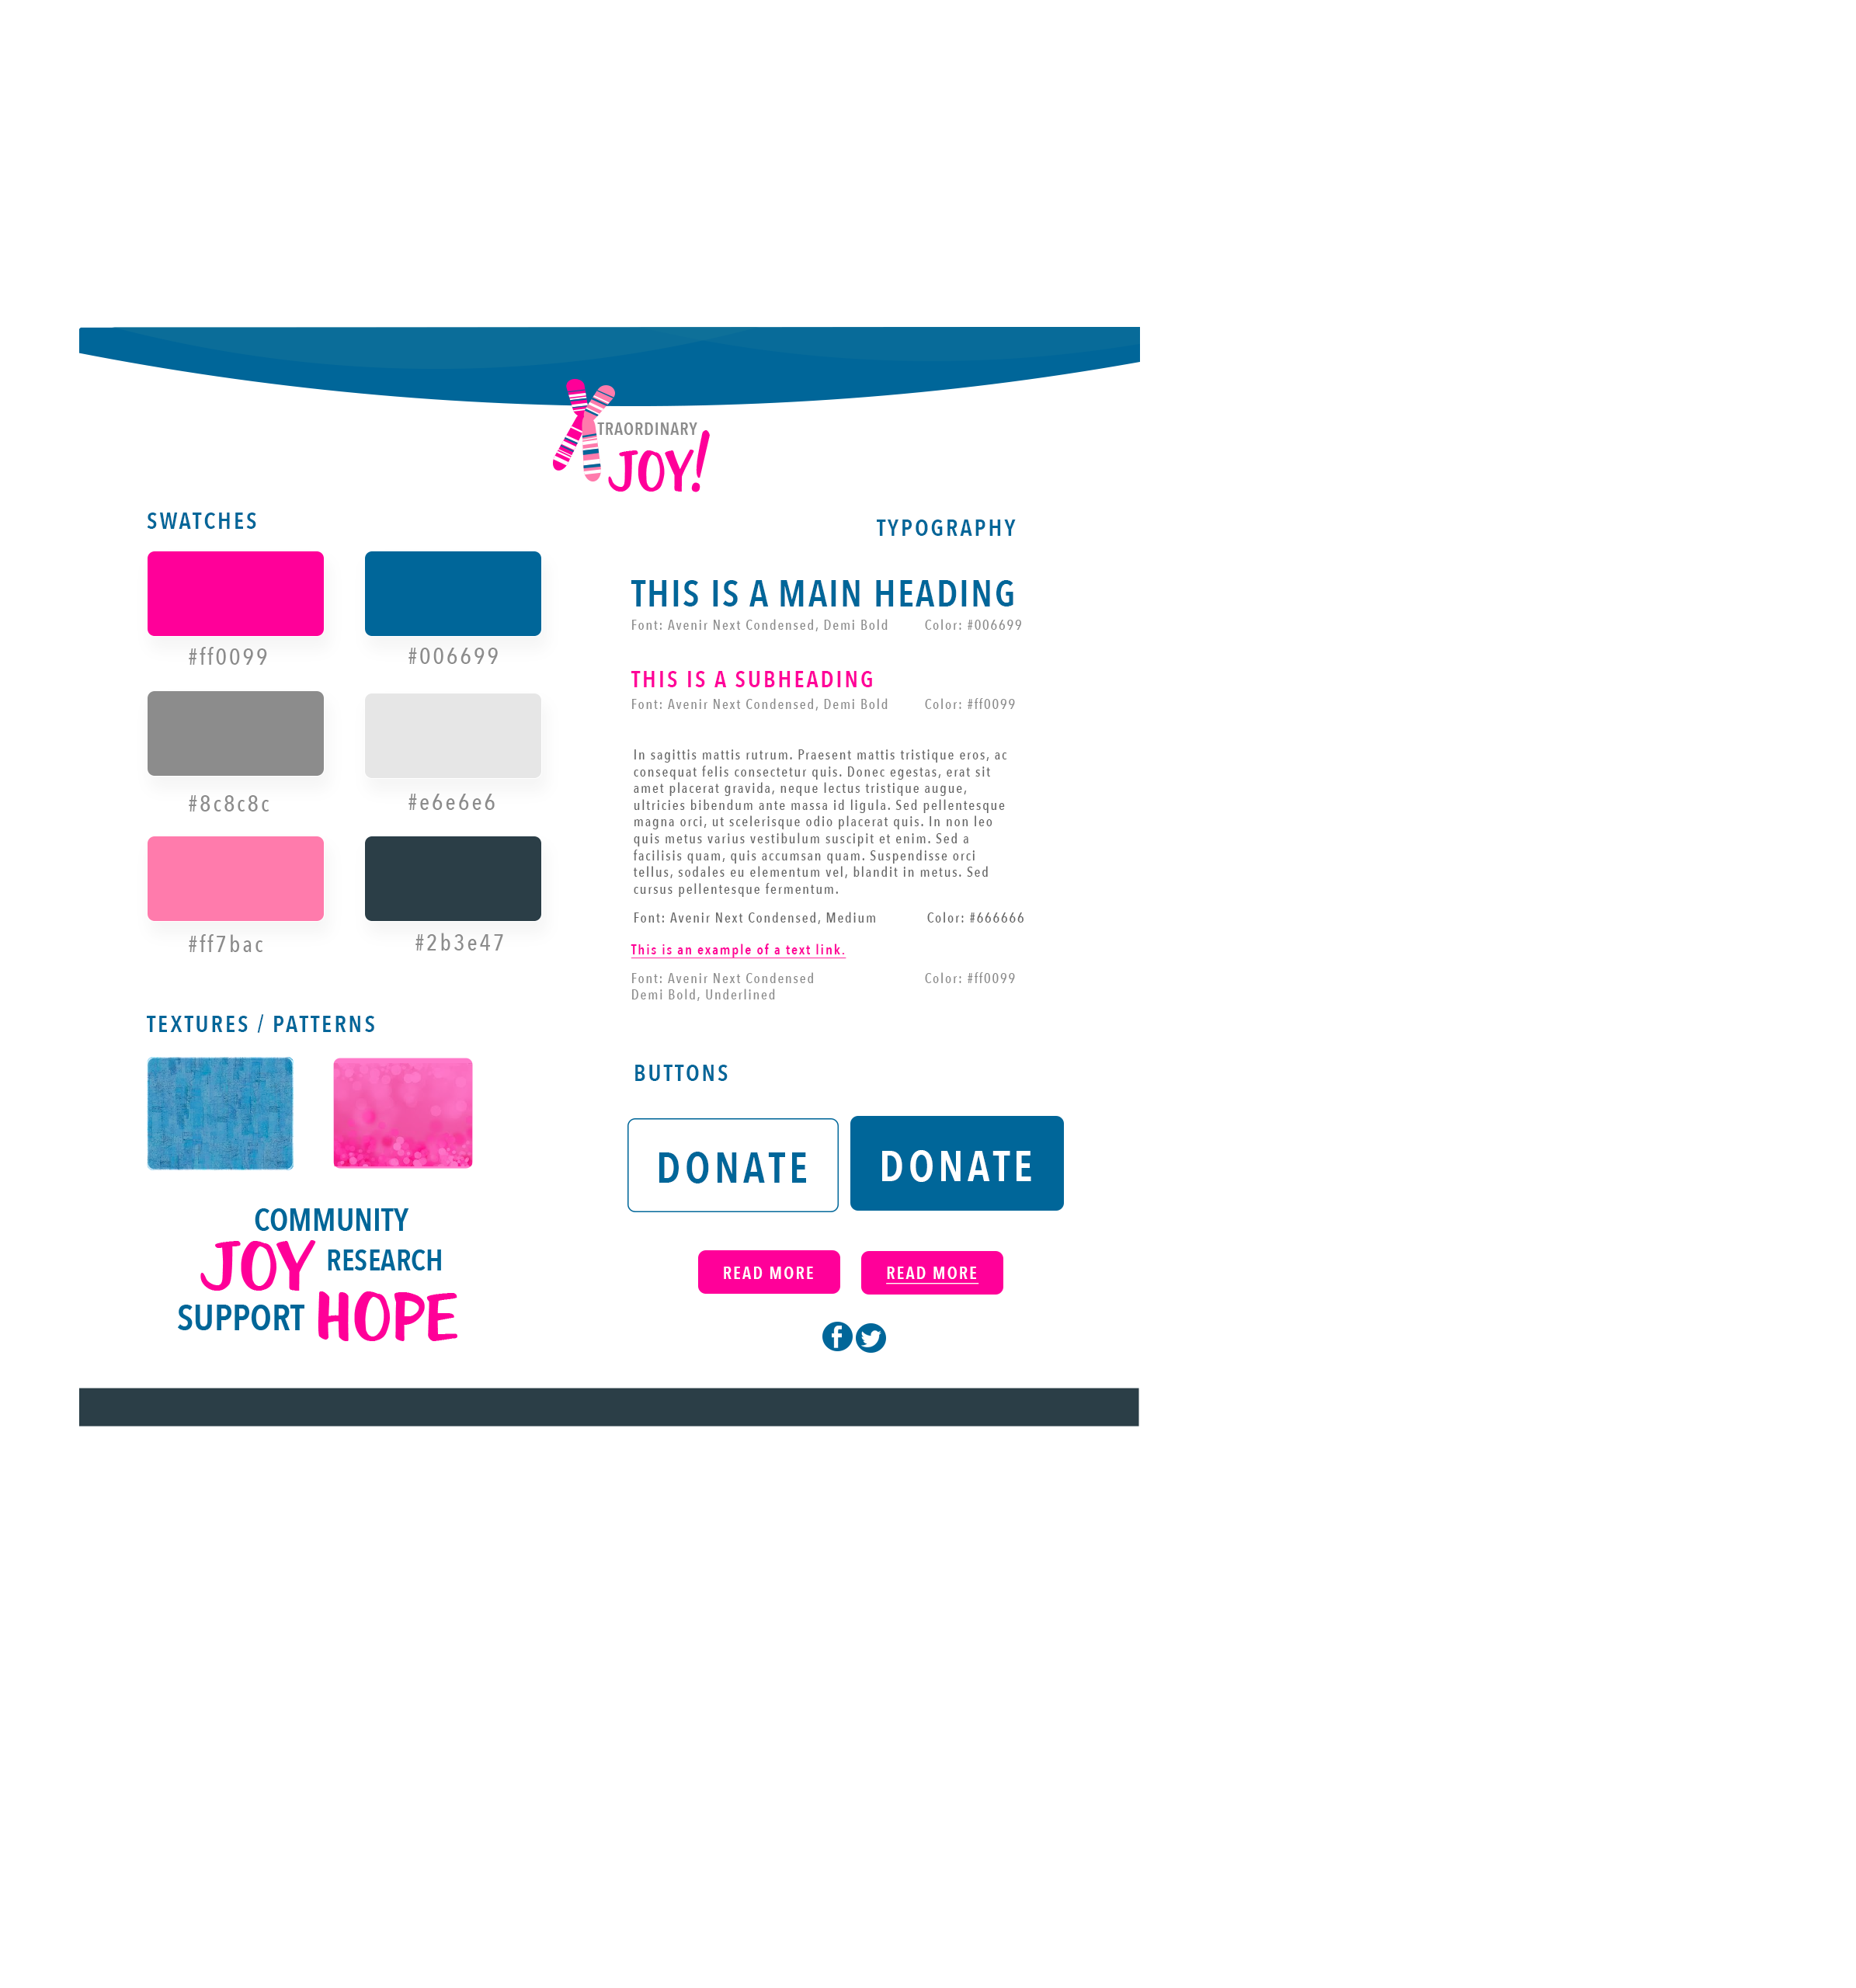 TRAORDINARY
JOY!
SWATCHES
#ff0099
#006699
#8c8c8c
#e6e6e6
#ff7bac
#2b3e47
TEXTURES / PATTERNS
COMMUNITY
JOY RESEARCH
SUPPORT HOPE
TYPOGRAPHY
THIS IS A MAIN HEADING
Font: Avenir Next Condensed, Demi Bold Color: #006699
THIS IS A SUBHEADING
Font: Avenir Next Condensed, Demi Bold Color: #ff0099
In sagittis mattis rutrum. Praesent mattis tristique eros, ac
consequat felis consectetur quis. Donec egestas, erat sit
amet placerat gravida, neque lectus tristique augue,
ultricies bibendum ante massa id ligula. Sed pellentesque
magna orci, ut scelerisque odio placerat quis. In non leo
quis metus varius vestibulum suscipit et enim. Sed a
facilisis quam, quis accumsan quam. Suspendisse orci
tellus, sodales eu elementum vel, blandit in metus. Sed
cursus pellentesque fermentum.
Font: Avenir Next Condensed, Medium Color: #666666
This is an example of a text link.
Font: Avenir Next Condensed Color: #ff0099
Demi Bold, Underlined
BUTTONS
DONATE DONATE
READ MORE READ MORE